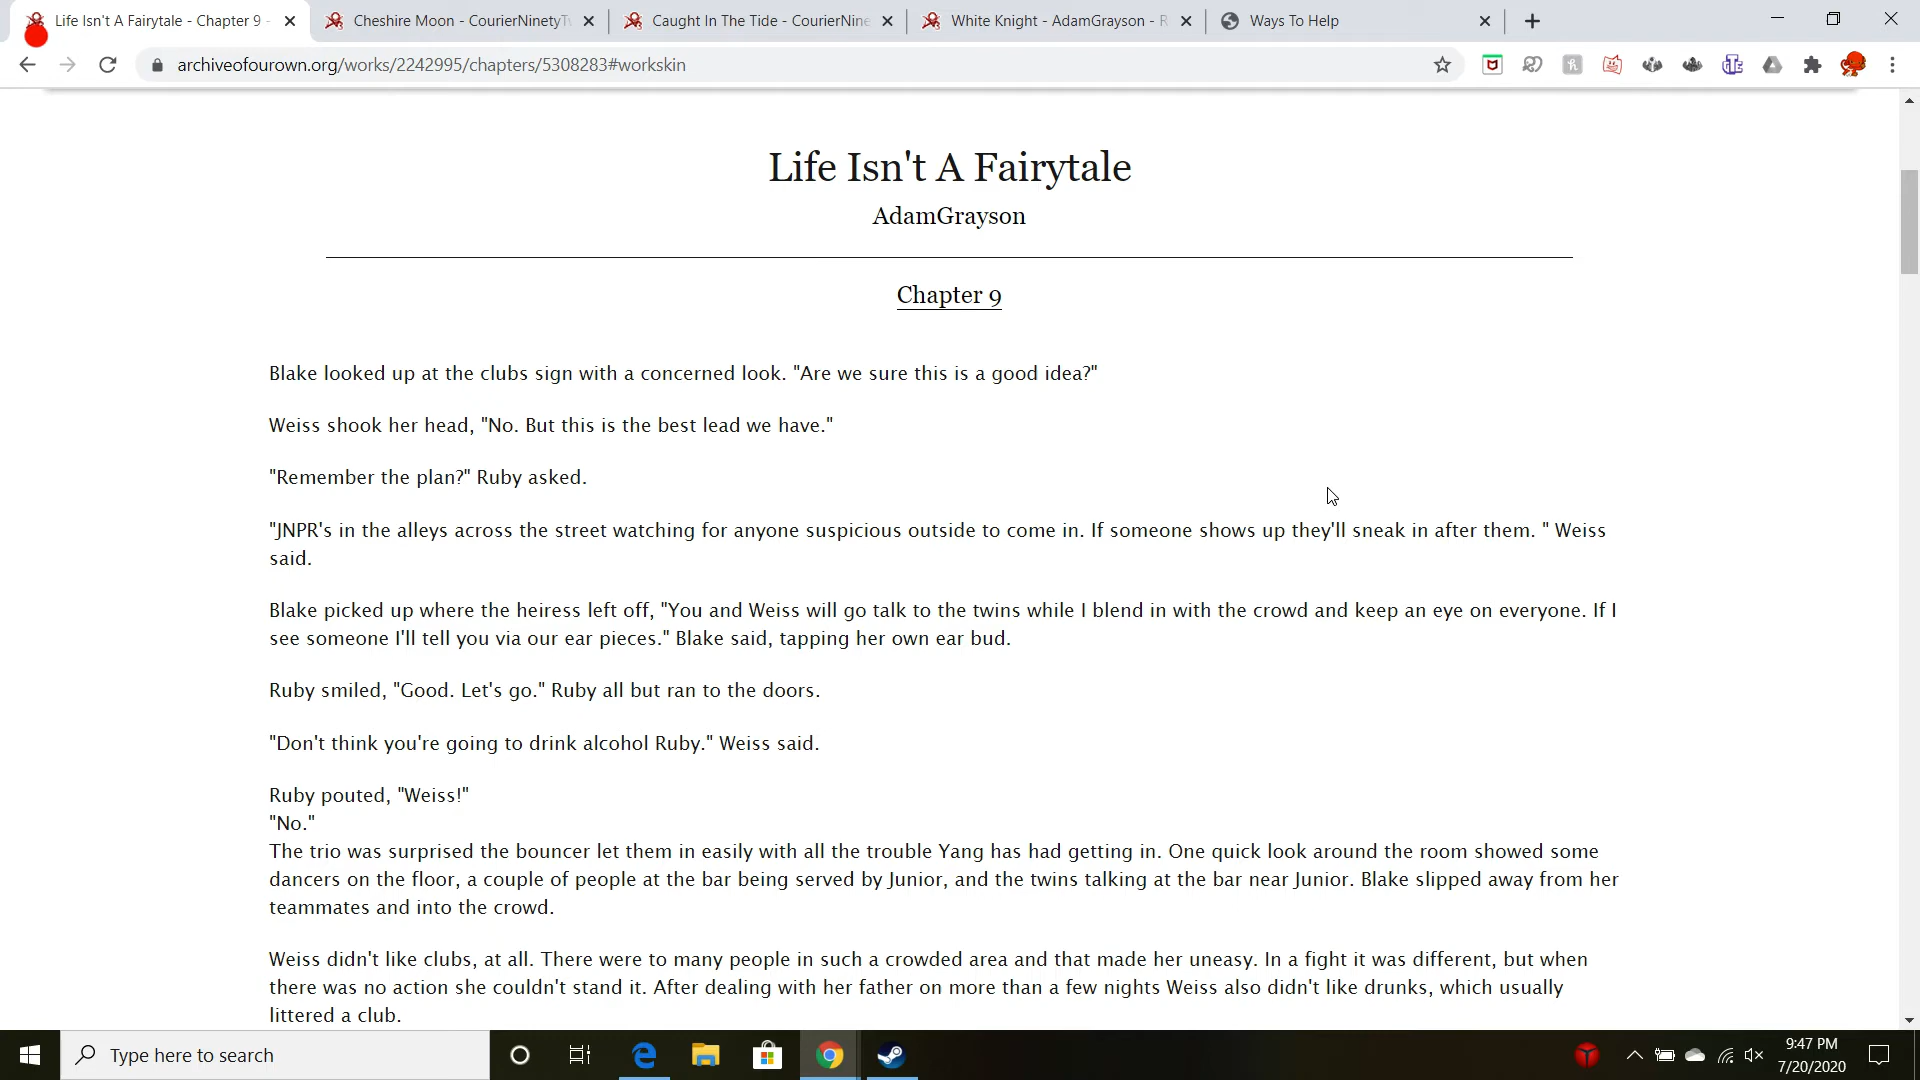 Life Isn't A Fairytale - Chapter 9 -
Cheshire Moon - CourierNinetyTw
Caught In The Tide - CourierNine
White Knight - AdamGrayson - R
Ways To Help
archiveofourown.org/works/2242995/chapters/5308283#workskin
Life Isn't A Fairytale
AdamGrayson
Chapter 9
Blake looked up at the clubs sign with a concerned look. "Are we sure this is a good idea?"
Weiss shook her head, "No. But this is the best lead we have."
"Remember the plan?" Ruby asked.
"JNPR's in the alleys across the street watching for anyone suspicious outside to come in. If someone shows up they'll sneak in after them. " Weiss
said.
Blake picked up where the heiress left off, "You and Weiss will go talk to the twins while I blend in with the crowd and keep an eye on everyone. If I
see someone I'll tell you via our ear pieces." Blake said, tapping her own ear bud.
Ruby smiled, "Good. Let's go." Ruby all but ran to the doors.
"Don't think you're going to drink alcohol Ruby." Weiss said.
Ruby pouted, "Weiss!"
"No."
The trio was surprised the bouncer let them in easily with all the trouble Yang has had getting in. One quick look around the room showed some
dancers on the floor, a couple of people at the bar being served by Junior, and the twins talking at the bar near Junior. Blake slipped away from her
teammates and into the crowd.
Weiss didn't like clubs, at all. There were to many people in such a crowded area and that made her uneasy. In a fight it was different, but when
there was no action she couldn't stand it. After dealing with her father on more than a few nights Weiss also didn't like drunks, which usually
littered a club.
Type here to search
9:47 PM
7/20/2020